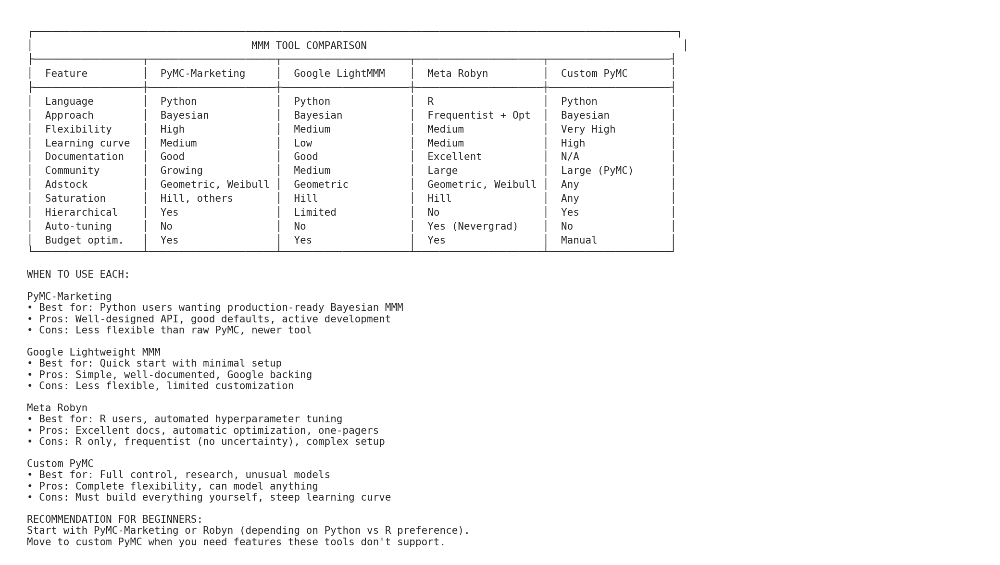 MMM TOOL COMPARISON
Feature | PyMC-Marketing | Google LightMMM | Meta Robyn | Custom PyMC
Language | Python | Python | R | Python
Approach | Bayesian | Bayesian | Frequentist + Opt | Bayesian
Flexibility | High | Medium | Medium | Very High
Learning curve | Medium | Low | Medium | High
Documentation | Good | Good | Excellent | N/A
Community | Growing | Medium | Large | Large (PyMC)
Adstock | Geometric, Weibull | Geometric | Geometric, Weibull | Any
Saturation | Hill, others | Hill | Hill | Any
Hierarchical | Yes | Limited | No | Yes
Auto-tuning | No | No | Yes (Nevergrad) | No
Budget optim. | Yes | Yes | Yes | Manual
WHEN TO USE EACH:
PyMC-Marketing
• Best for: Python users wanting production-ready Bayesian MMM
• Pros: Well-designed API, good defaults, active development
• Cons: Less flexible than raw PyMC, newer tool
Google Lightweight MMM
• Best for: Quick start with minimal setup
• Pros: Simple, well-documented, Google backing
• Cons: Less flexible, limited customization
Meta Robyn
• Best for: R users, automated hyperparameter tuning
• Pros: Excellent docs, automatic optimization, one-pagers
• Cons: R only, frequentist (no uncertainty), complex setup
Custom PyMC
• Best for: Full control, research, unusual models
• Pros: Complete flexibility, can model anything
• Cons: Must build everything yourself, steep learning curve
RECOMMENDATION FOR BEGINNERS:
Start with PyMC-Marketing or Robyn (depending on Python vs R preference).
Move to custom PyMC when you need features these tools don't support.